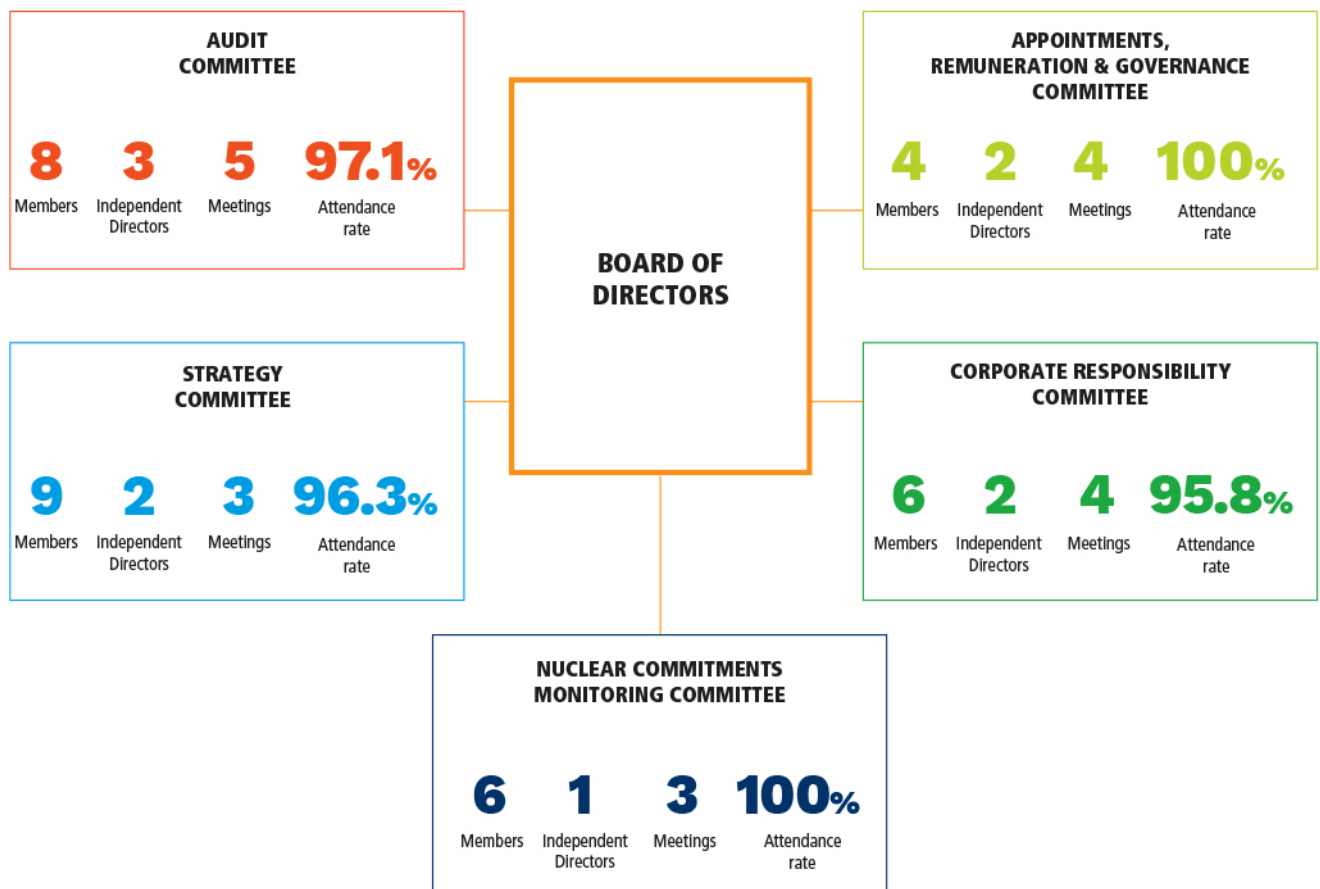 AUDIT
COMMITTEE
8 3 5 97.1%
Members Independent Meetings Attendance
Directors rate
APPOINTMENTS,
REMUNERATION & GOVERNANCE
COMMITTEE
4 2 4 100%
Members Independent Meetings Attendance
Directors rate
BOARD OF
DIRECTORS
STRATEGY
COMMITTEE
9 2 3 96.3%
Members Independent Meetings Attendance
Directors rate
CORPORATE RESPONSIBILITY
COMMITTEE
6 2 4 95.8%
Members Independent Meetings Attendance
Directors rate
NUCLEAR COMMITMENTS
MONITORING COMMITTEE
6 1 3 100%
Members Independent Meetings Attendance
Directors rate